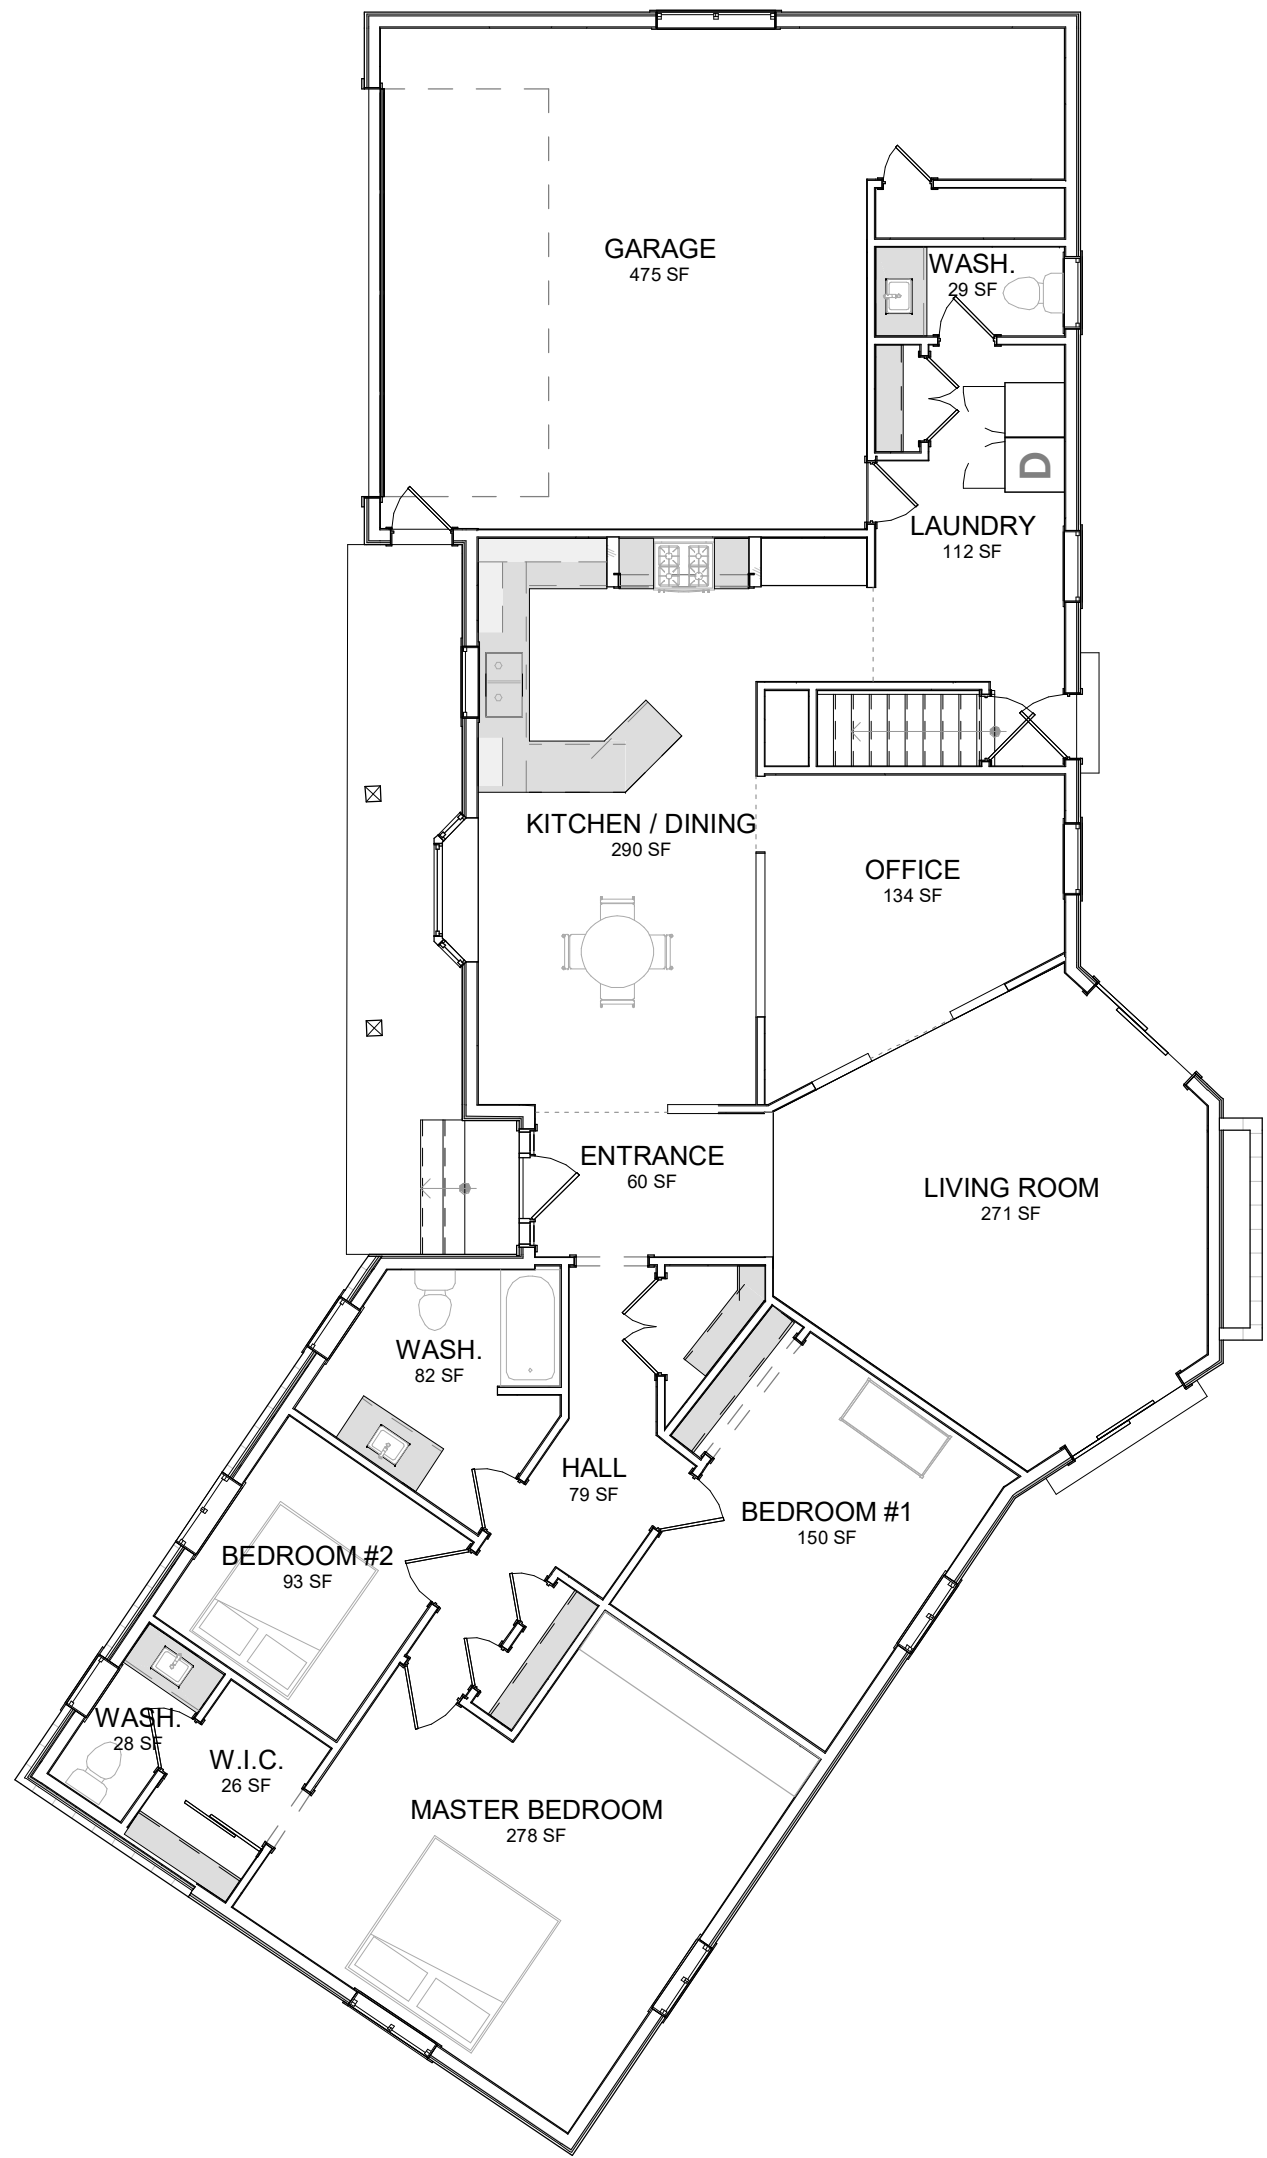 GARAGE
475 SF
WASH.
29 SF
D
LAUNDRY
112 SF
KITCHEN / DINING
290 SF
OFFICE
134 SF
ENTRANCE
60 SF
LIVING ROOM
271 SF
WASH.
82 SF
HALL
79 SF
BEDROOM #1
150 SF
BEDROOM #2
93 SF
WASH.
28 SF
W.I.C.
26 SF
MASTER BEDROOM
278 SF